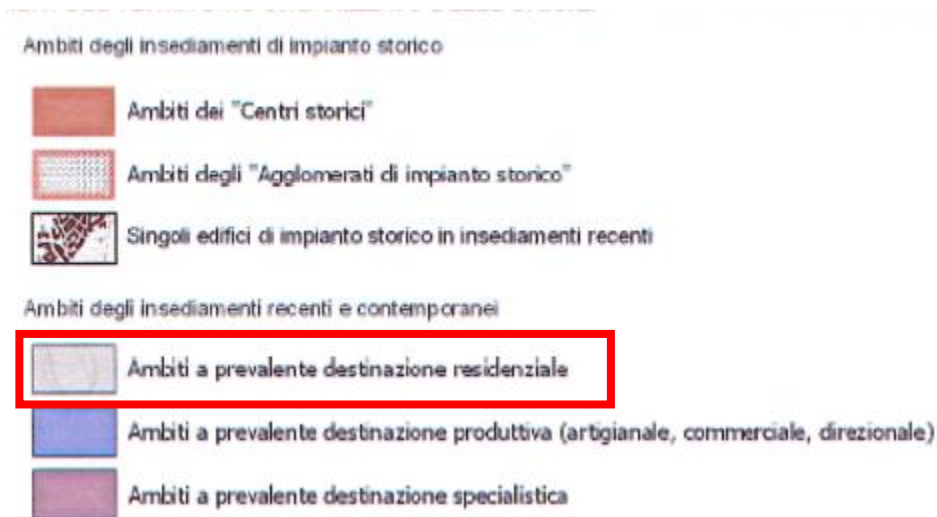 Ambiti degli insediamenti di impianto storico
Ambiti dei "Centri storici"
Ambiti degli "Agglomerati di impianto storico"
Singoli edifici di impianto storico in insediamenti recenti
Ambiti degli insediamenti recenti e contemporanei
Ambiti a prevalente destinazione residenziale
Ambiti a prevalente destinazione produttiva (artigianale, commerciale, direzionale)
Ambiti a prevalente destinazione specialistica